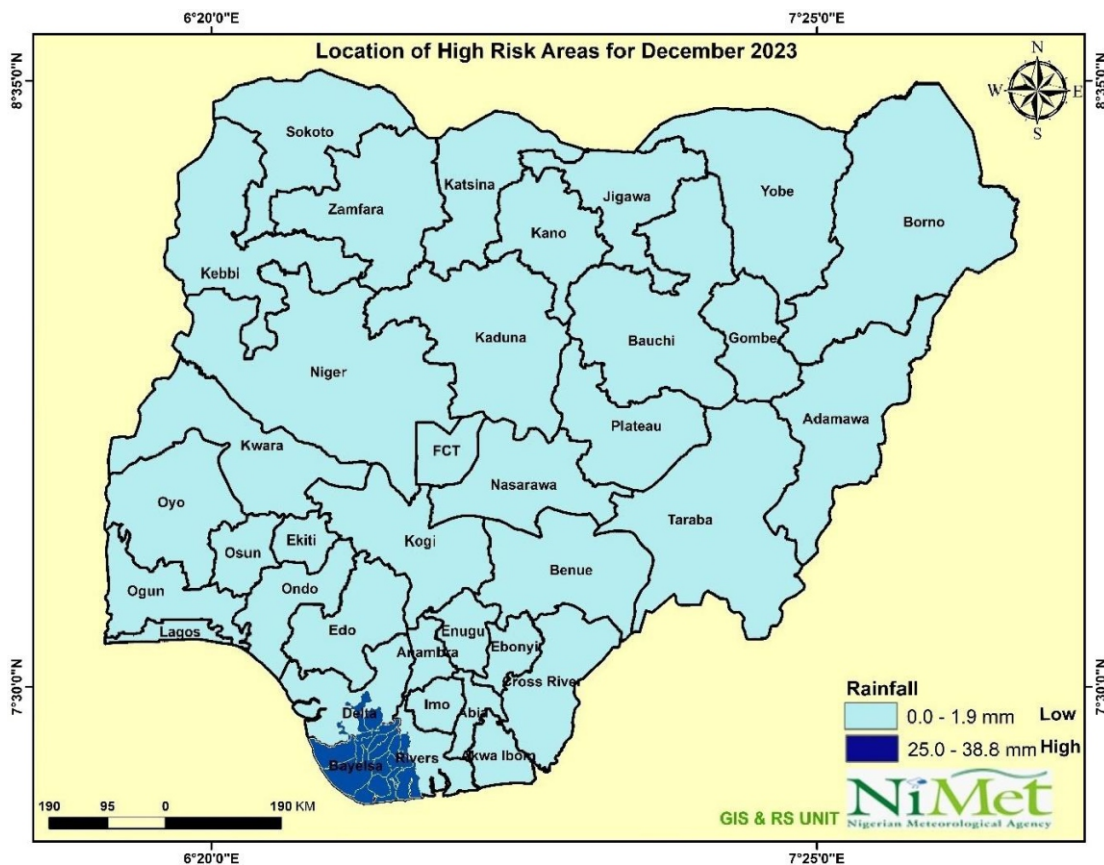 6°20'0"E 7°25'0"E
Location of High Risk Areas for December 2023
N
W E
S
8°35'0"N 8°35'0"N
Sokoto
Katsina
Yobe
Jigawa
Zamfara
Borno
Kano
Kebbi
Kaduna
Bauchi
Gombe
Niger
Adamawa
Plateau
Kwara
FCT
Nasarawa
Oyo
Taraba
Ekiti
Kogi
Osun
Benue
Ogun
Ondo
Lagos
Edo
Enugu
Ebonyi
Anambra
Cross River
7°30'0"N 7°30'0"N
Rainfall
0.0 - 1.9 mm Low
25.0 - 38.8 mm High
Imo
Abia
Delta
Rivers
Akwa Ibom
Bayelsa
190 95 0 190 KM
GIS & RS UNIT
NiMet
Nigerian Meteorological Agency
6°20'0"E 7°25'0"E